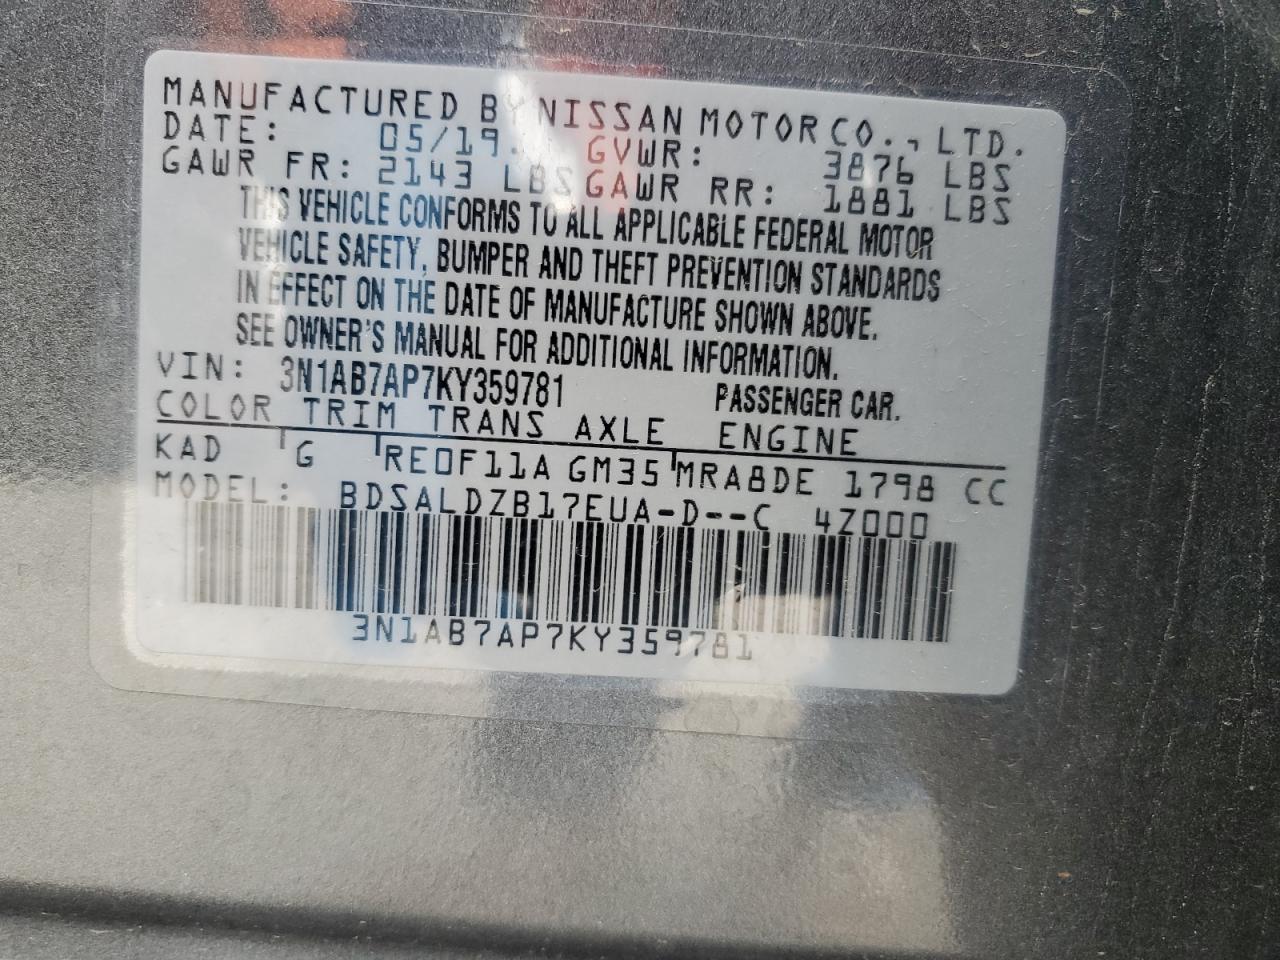 MANUFACTURED BY NISSAN MOTOR CO., LTD.
DATE: 05/19 GVWR: 3876 LBS
GAWR FR: 2143 LBS GAWR RR: 1881 LBS
THIS VEHICLE CONFORMS TO ALL APPLICABLE FEDERAL MOTOR
VEHICLE SAFETY, BUMPER AND THEFT PREVENTION STANDARDS
IN EFFECT ON THE DATE OF MANUFACTURE SHOWN ABOVE.
SEE OWNER'S MANUAL FOR ADDITIONAL INFORMATION.
VIN: 3N1AB7AP7KY359781 PASSENGER CAR.
COLOR TRIM TRANS AXLE ENGINE
KAD G RE0F11A GM35 MRA8DE 1798 CC
MODEL: BDSALDZB17EUA-D--C 4Z000
3N1AB7AP7KY359781